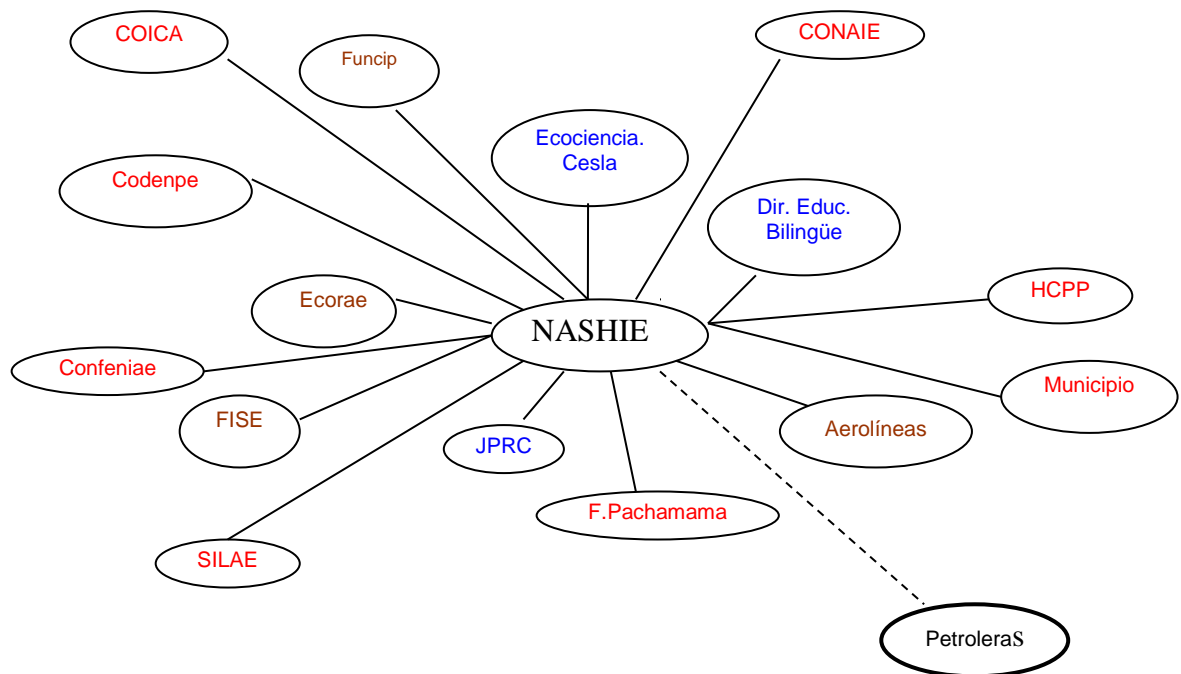 COICA
CONAIE
Funcip
Ecociencia.
Cesla
Codenpe
Dir. Educ.
Bilingüe
Ecorae
HCPP
NASHIE
Confeniae
Municipio
FISE
Aerolíneas
JPRC
F.Pachamama
SILAE
PetroleraS